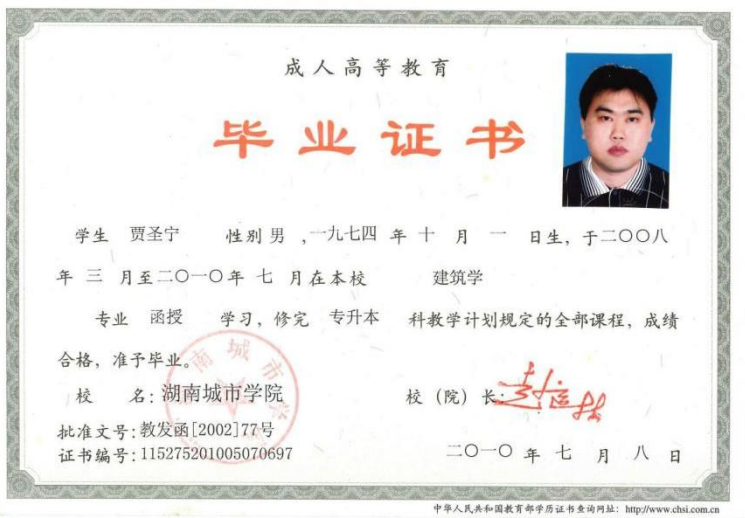 成人高等教育
毕业证书
学生 贾圣宁 性别 男 ,一九七四 年 十 月 一 日生, 于二〇〇八
年 三 月至二〇一〇年 七 月在本校 建筑学
专业 函授 学习, 修完 专升本 科教学计划规定的全部课程, 成绩
合格, 准予毕业。
校 名: 湖南城市学院 校 (院) 长:
批准文号: 教发函[2002]77号
证书编号: 115275201005070697 二〇一〇 年 七 月 八 日
中华人民共和国教育部学历证书查询网址: http://www.chsi.com.cn